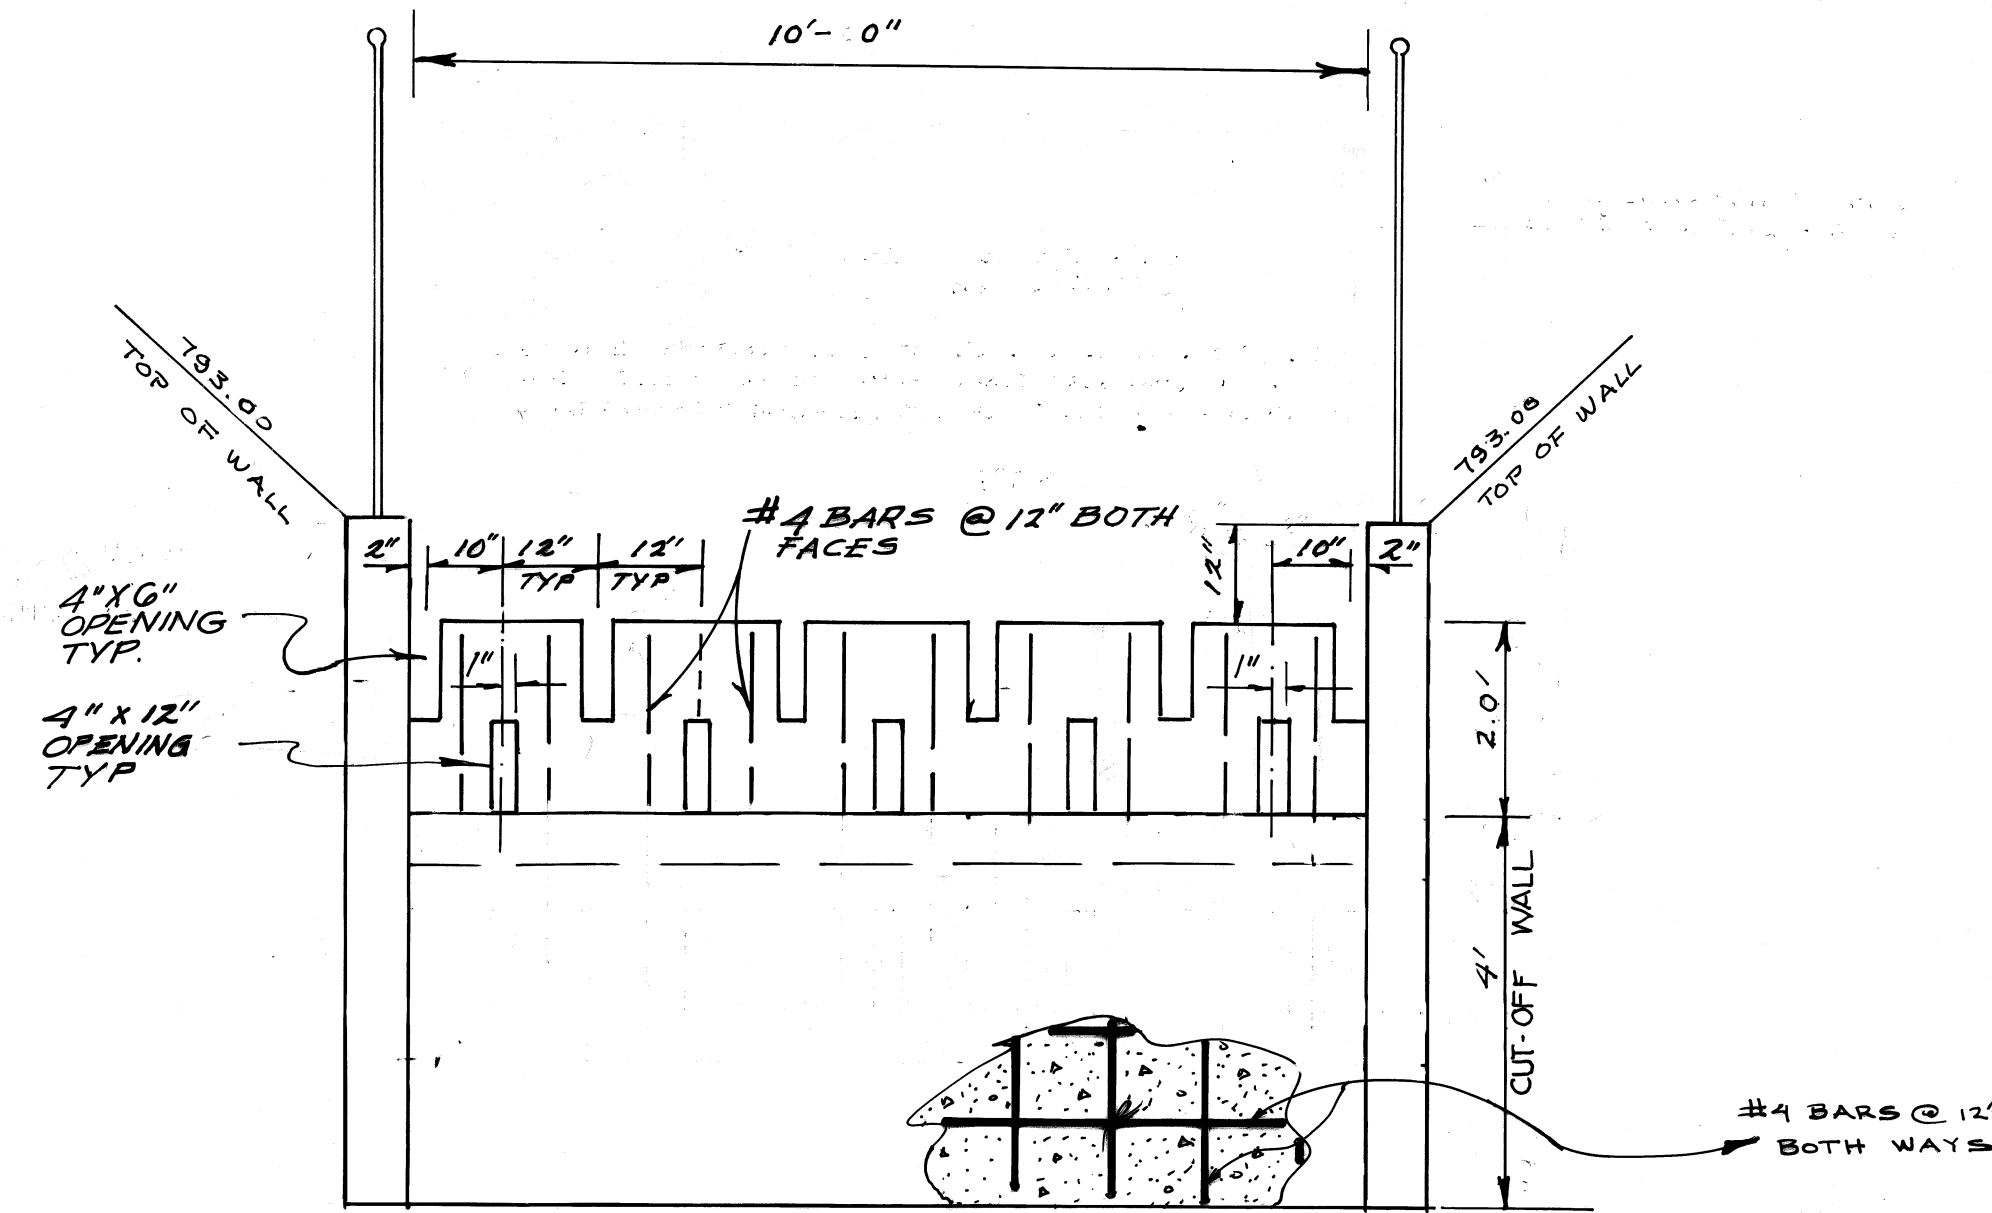 10'-0"
793.00
TOP OF WALL
793.00
TOP OF WALL
#4 BARS @ 12" BOTH
FACES
2"
10"
12"
TYP
12"
TYP
12"
10"
2"
4"X6"
OPENING
TYP.
1"
1"
4" X 12"
OPENING
TYP
2.0'
4'
CUT-OFF WALL
#4 BARS @ 12"
BOTH WAYS